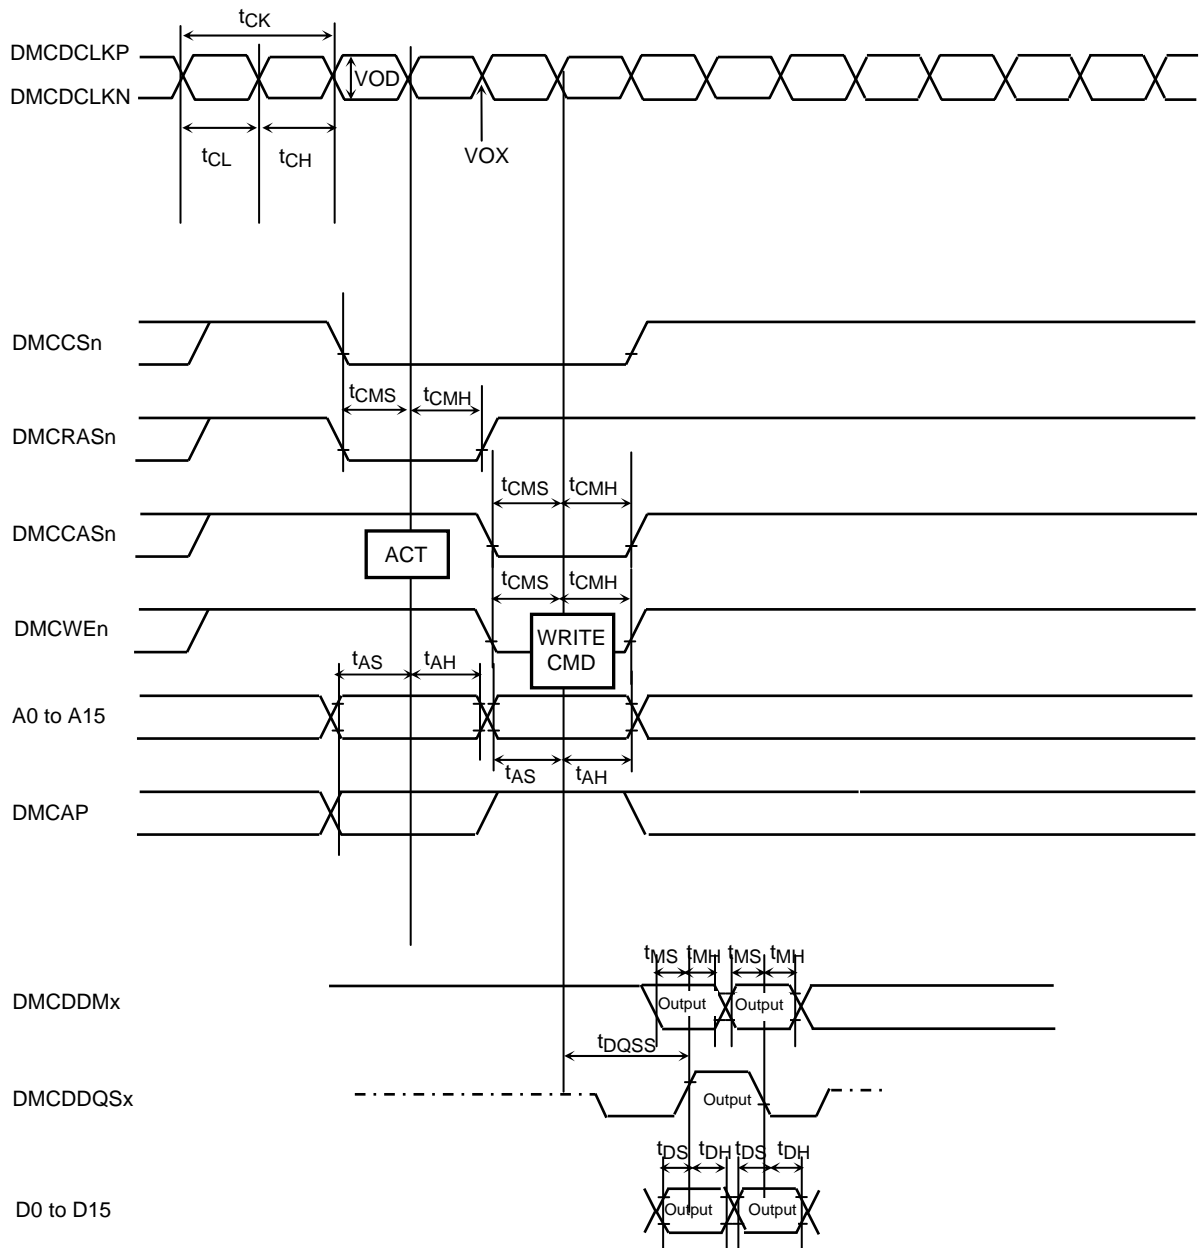 tCK
DMCDCLKP
VOD
DMCDCLKN
tCL tCH VOX
DMCCSn
tCMS tCMH
DMCRASn
tCMS tCMH
DMCCASn
ACT
tCMS tCMH
DMCWEn
WRITE
CMD
tAS tAH
A0 to A15
tAS tAH
DMCAP
tMS tMH tMS tMH
DMCDDMx Output Output
tDQSS
DMCDDQSx Output
tDS tDH tDS tDH
D0 to D15 Output Output